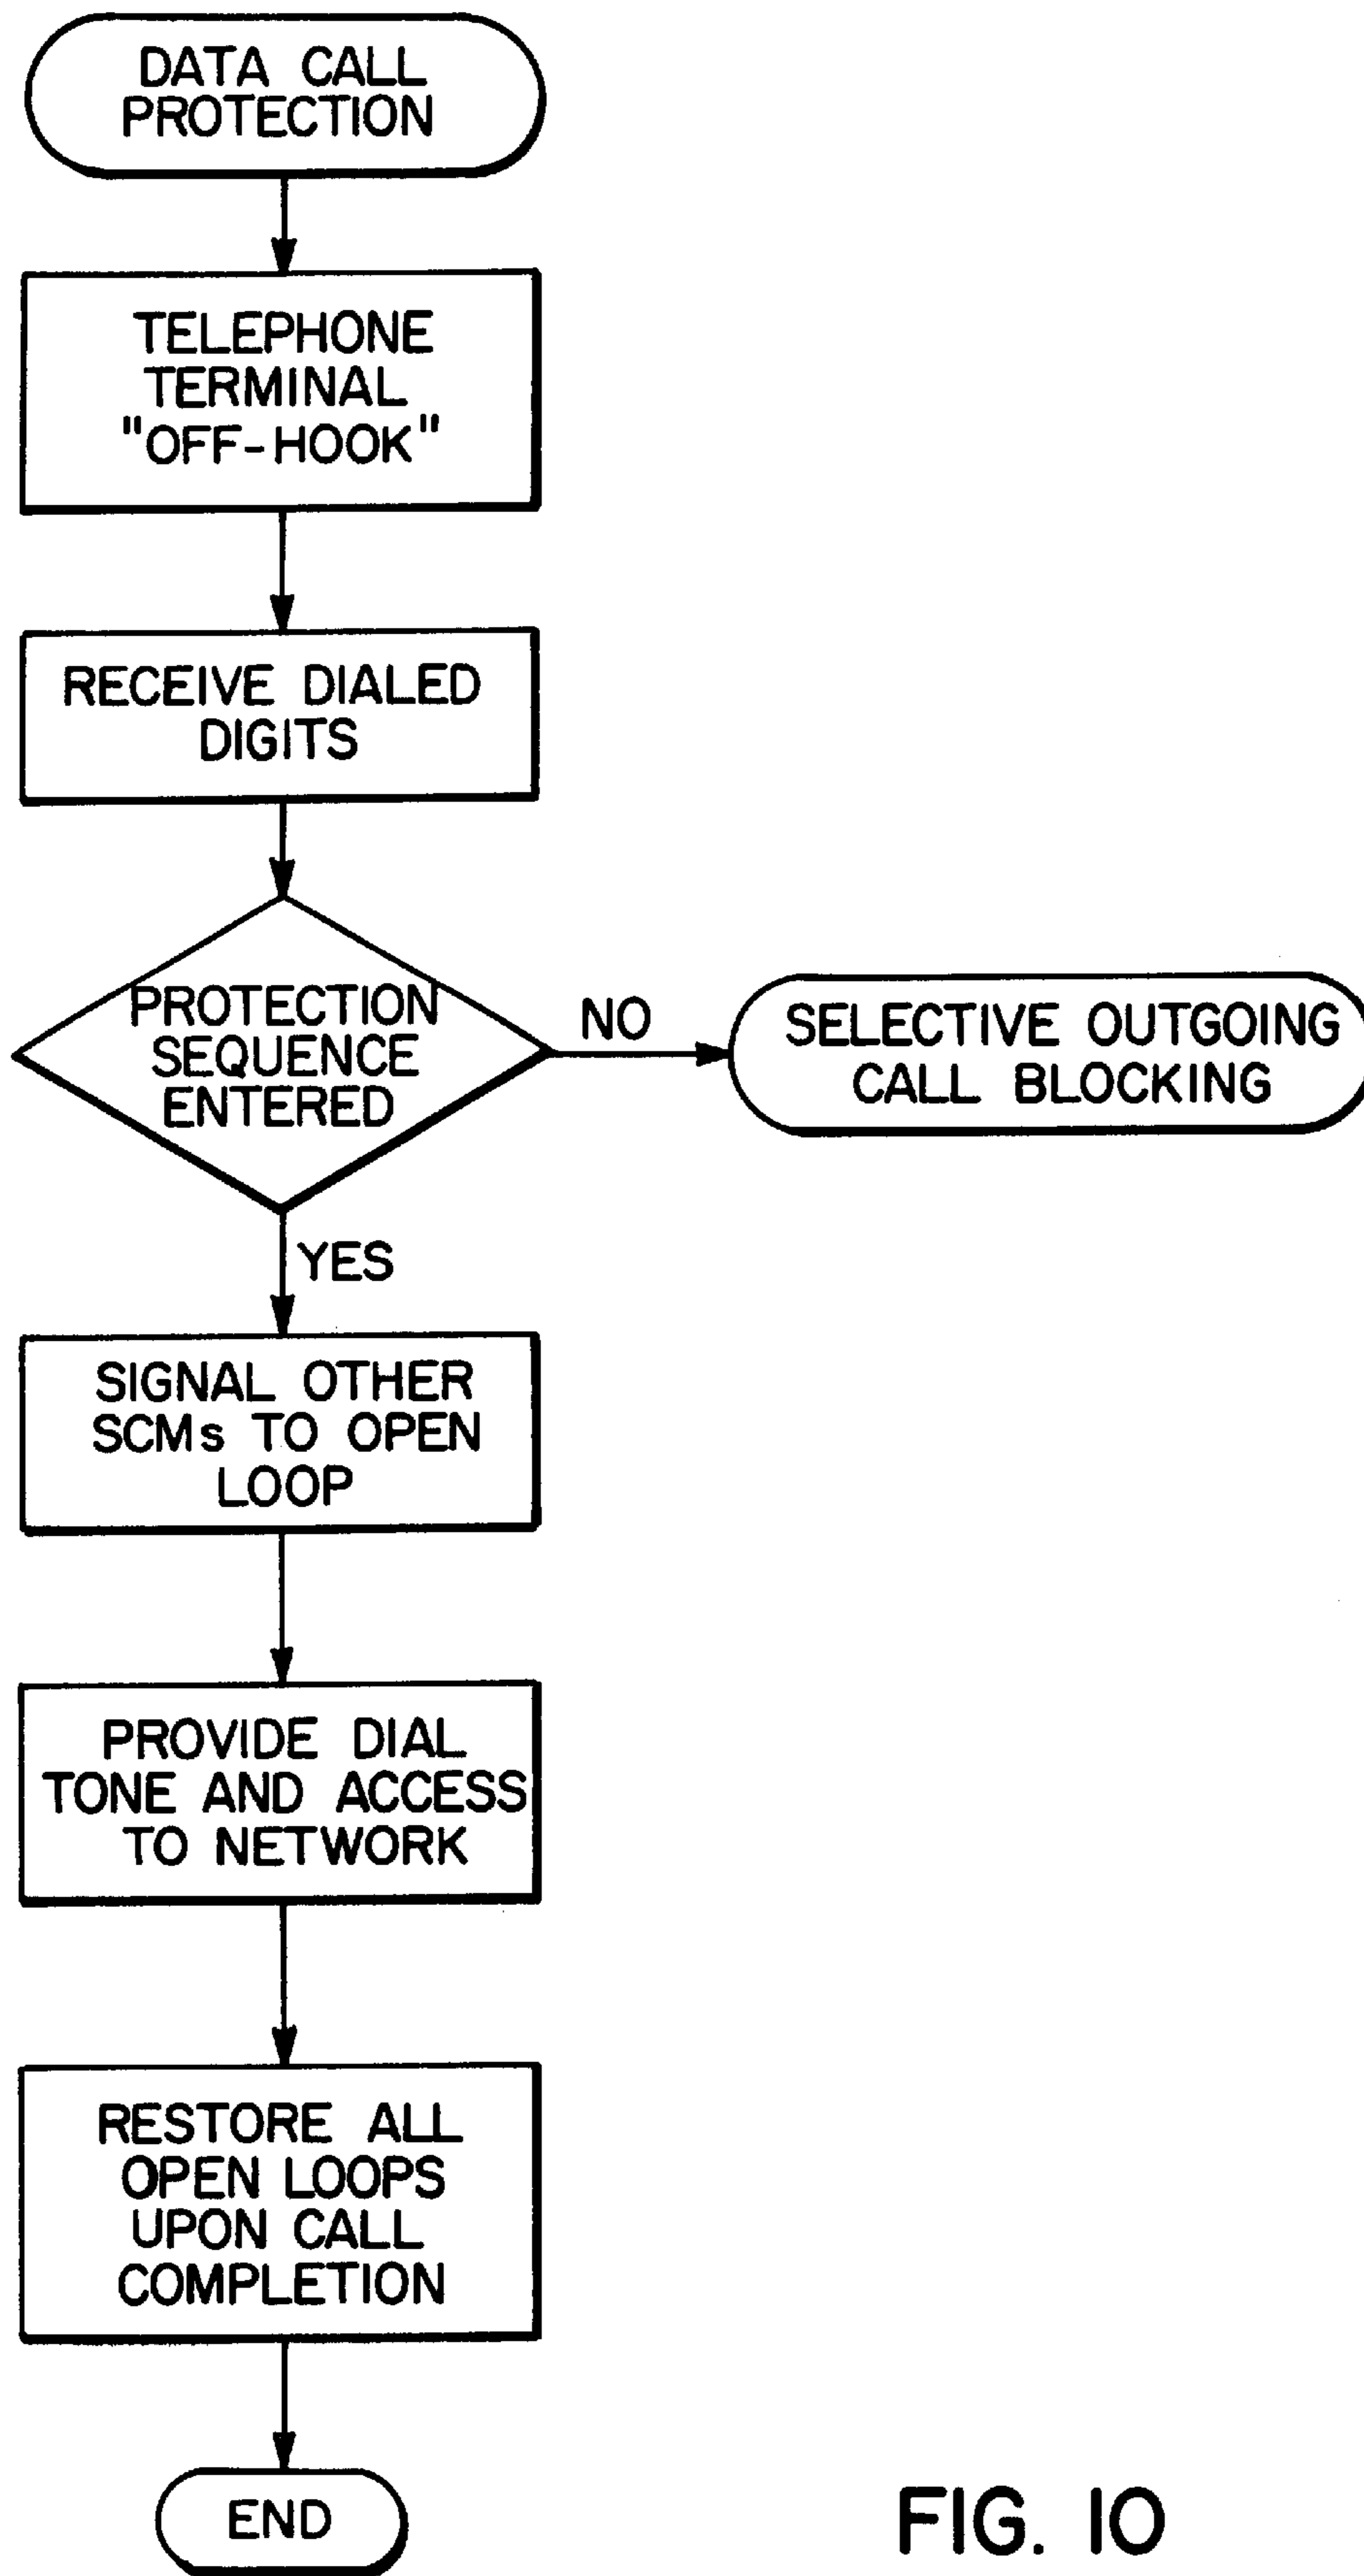 DATA CALL
PROTECTION
TELEPHONE
TERMINAL
"OFF-HOOK"
RECEIVE DIALED
DIGITS
PROTECTION
SEQUENCE
ENTERED
NO
SELECTIVE OUTGOING
CALL BLOCKING
YES
SIGNAL OTHER
SCMs TO OPEN
LOOP
PROVIDE DIAL
TONE AND ACCESS
TO NETWORK
RESTORE ALL
OPEN LOOPS
UPON CALL
COMPLETION
END
FIG. 10